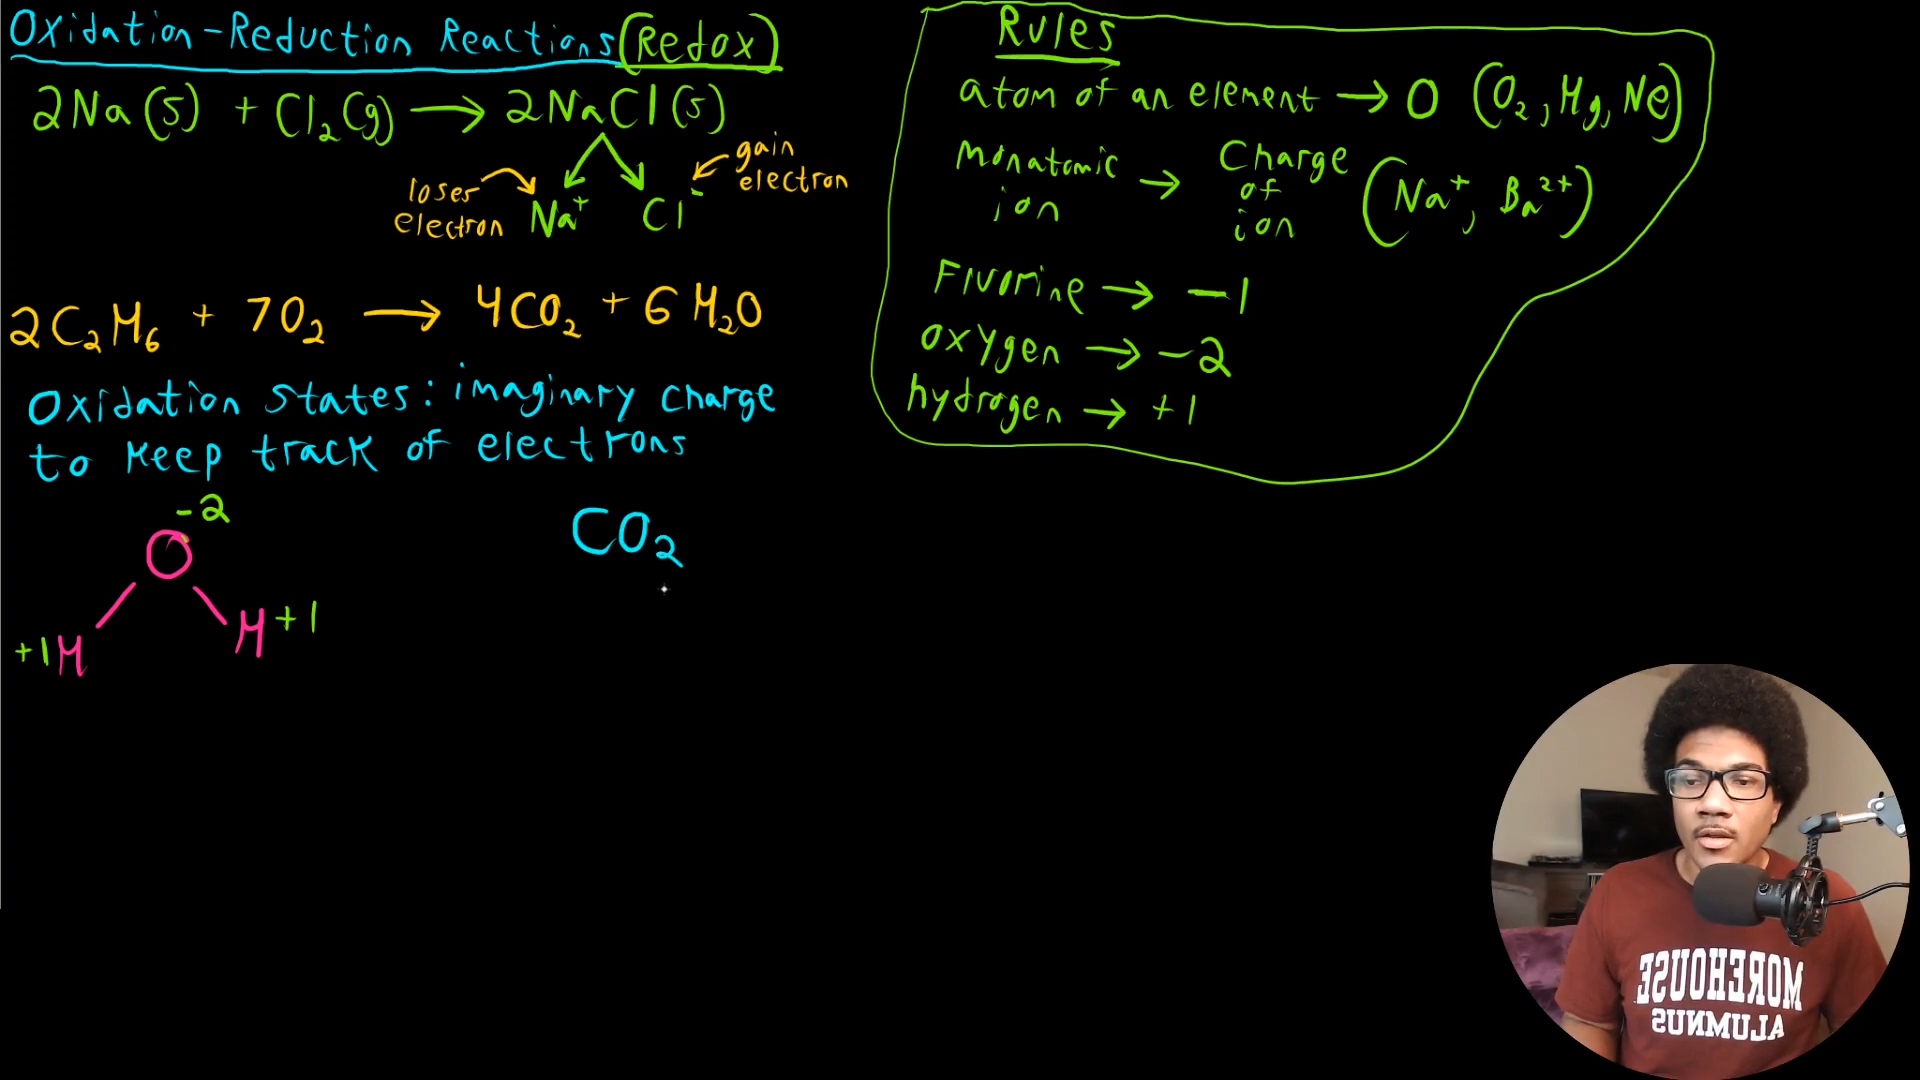 Oxidation-Reduction Reactions (Redox)
2Na(s) + Cl₂(g) → 2NaCl(s)
gain
electron
loses
electron
Na⁺ Cl⁻
2C₂H₆ + 7O₂ → 4CO₂ + 6H₂O
Oxidation States: imaginary charge
to keep track of electrons
-2
O
+1H
H+1
CO₂
Rules
atom of an element → 0 (O₂, Hg, Ne)
Monatomic ion → Charge of ion (Na⁺, Ba²⁺)
Fluorine → -1
oxygen → -2
hydrogen → +1
MOREHOUSE
ALUMNUS